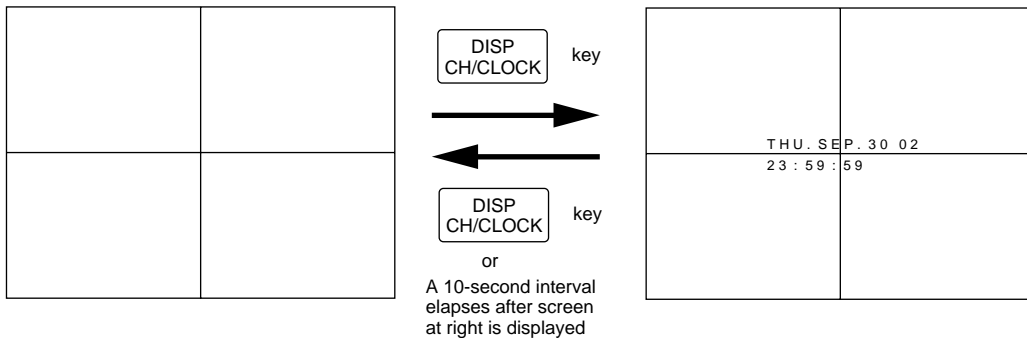 DISP
CH/CLOCK
key
THU. SEP. 30 02
23 : 59 : 59
DISP
CH/CLOCK
key
or
A 10-second interval
elapses after screen
at right is displayed